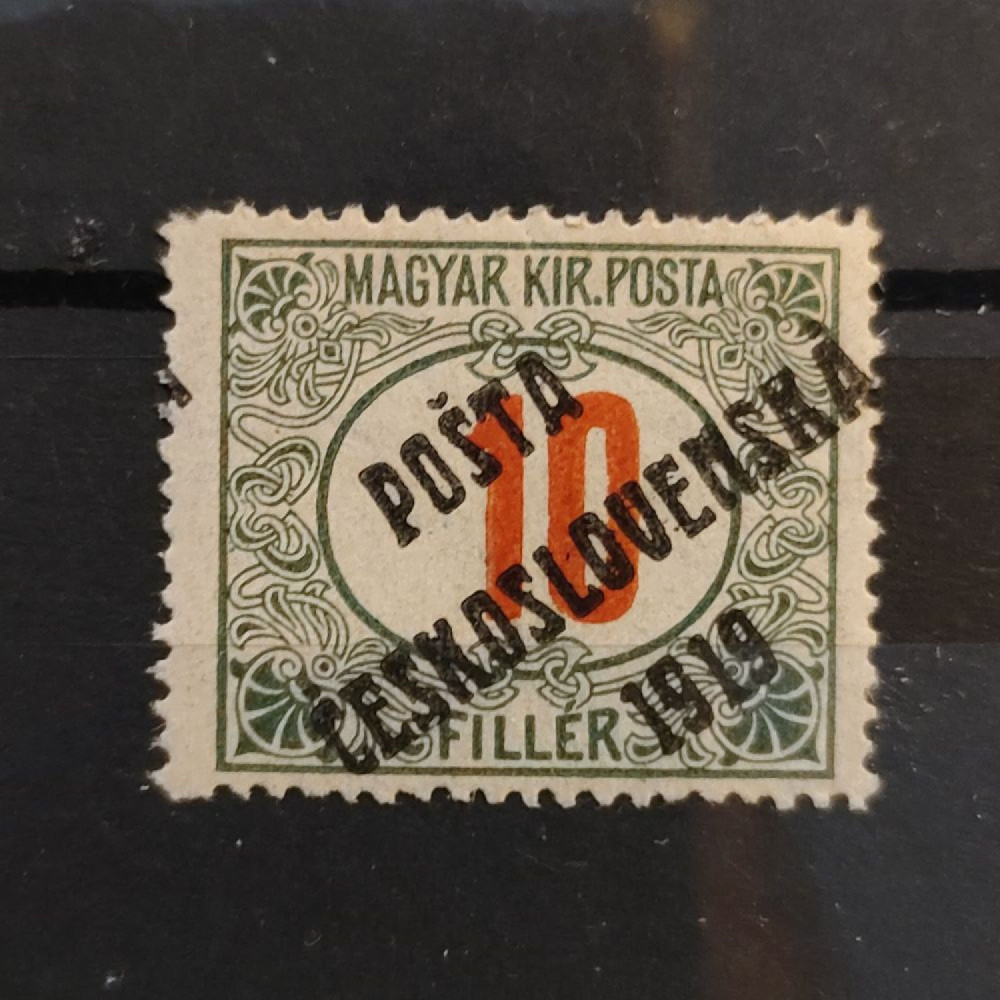 MAGYAR KIR. POSTA
POŠTA
ČESKOSLOVENSKÁ
1919
10
FILLÉR